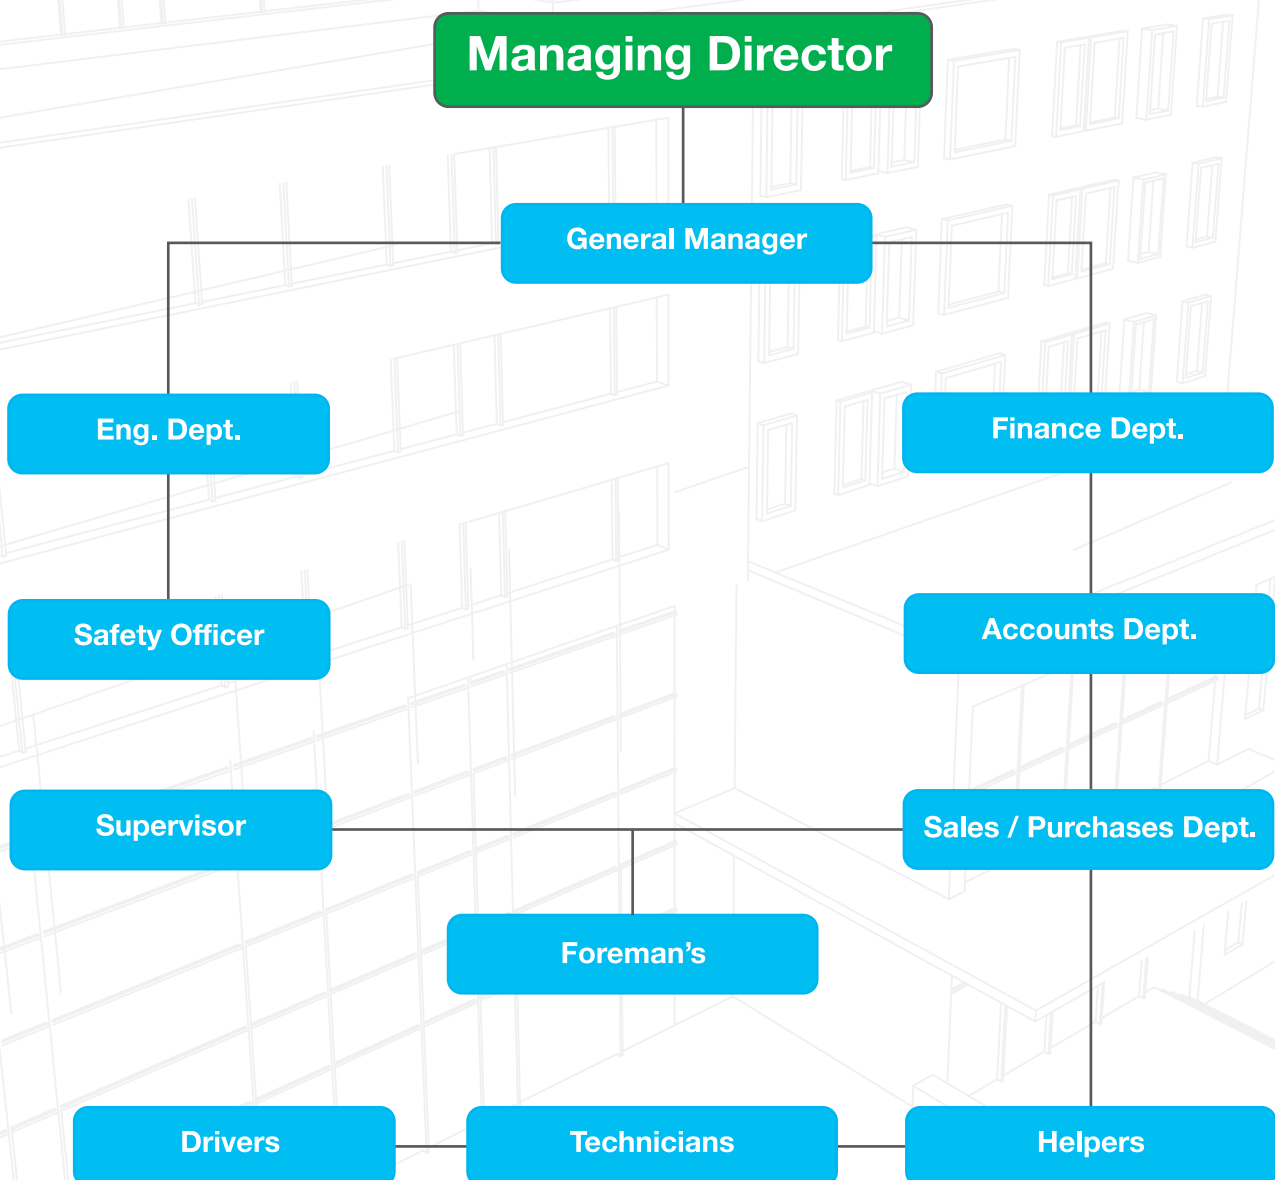 Managing Director
General Manager
Eng. Dept.
Finance Dept.
Safety Officer
Accounts Dept.
Supervisor
Sales / Purchases Dept.
Foreman’s
Drivers
Technicians
Helpers